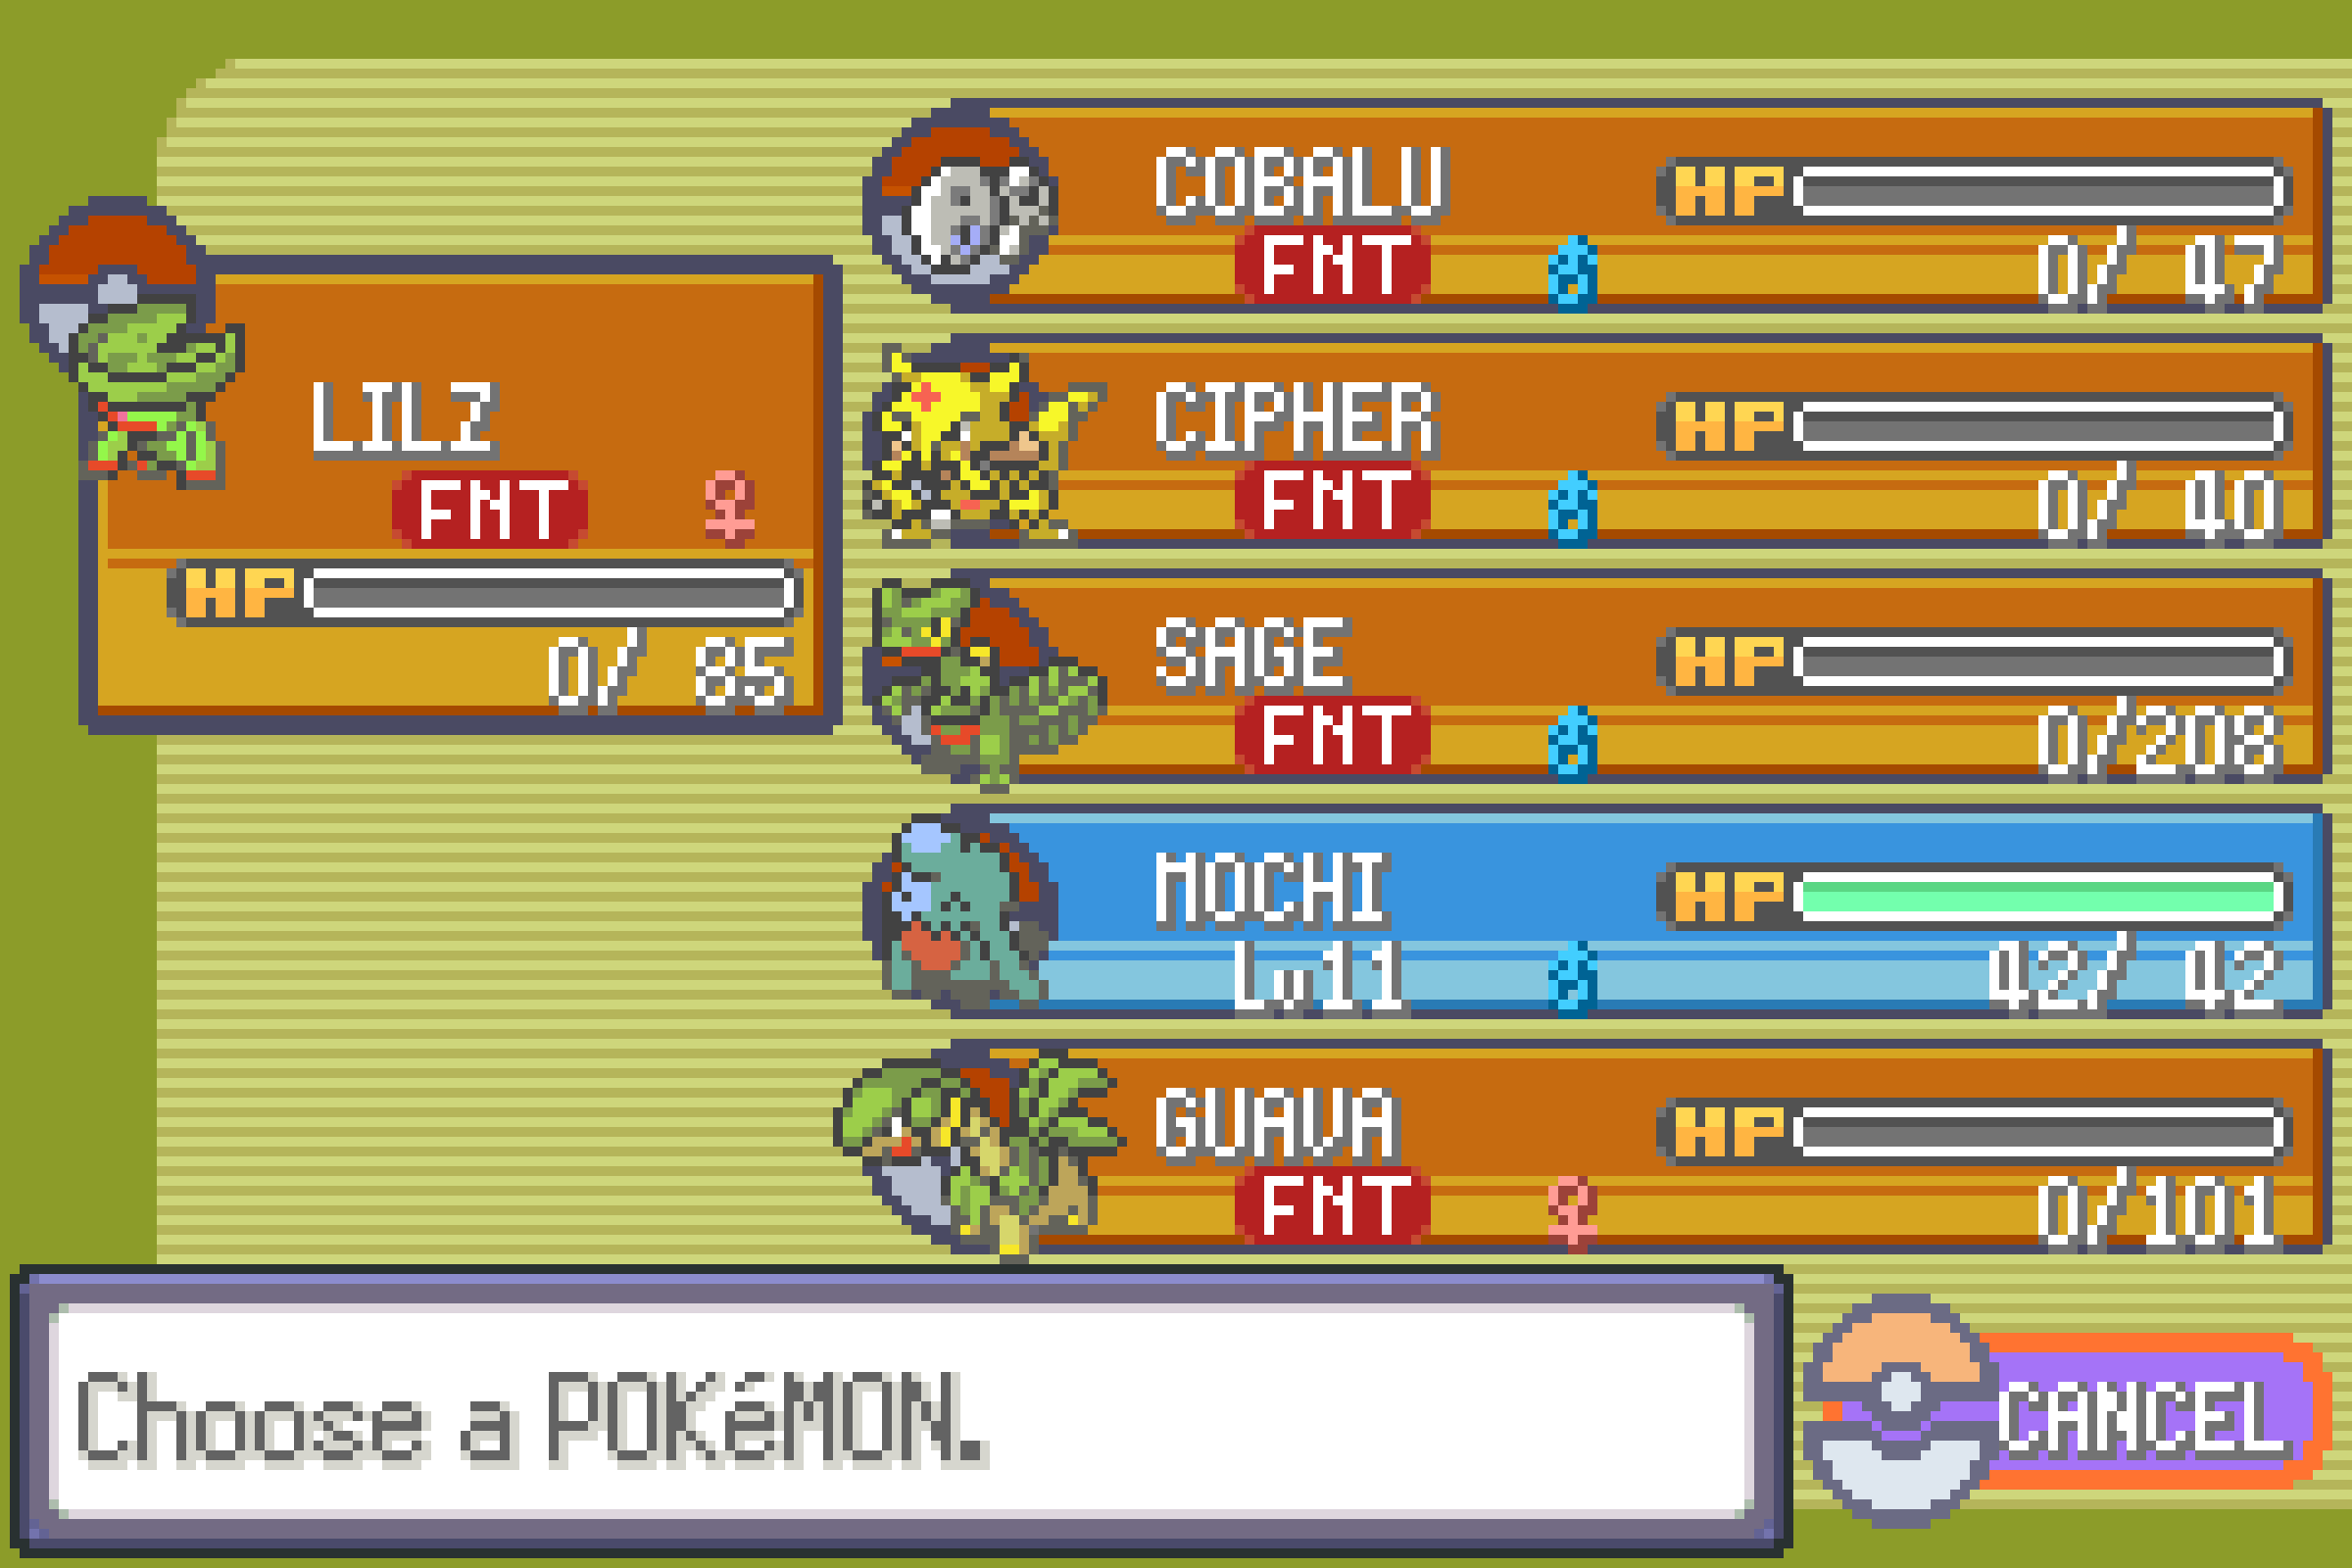 LILZ
FNT ♀
HP
0/ 85
COBALU HP
FNT ♂ 0/ 47
CIPHER HP
FNT ♂ 0/ 40
SAGE HP
FNT ♂ 0/208
MOCHI HP
Lv11 ♂ 42/ 42
GUAVA HP
FNT ♀ 0/101
Choose a POKéMON.
CANCEL